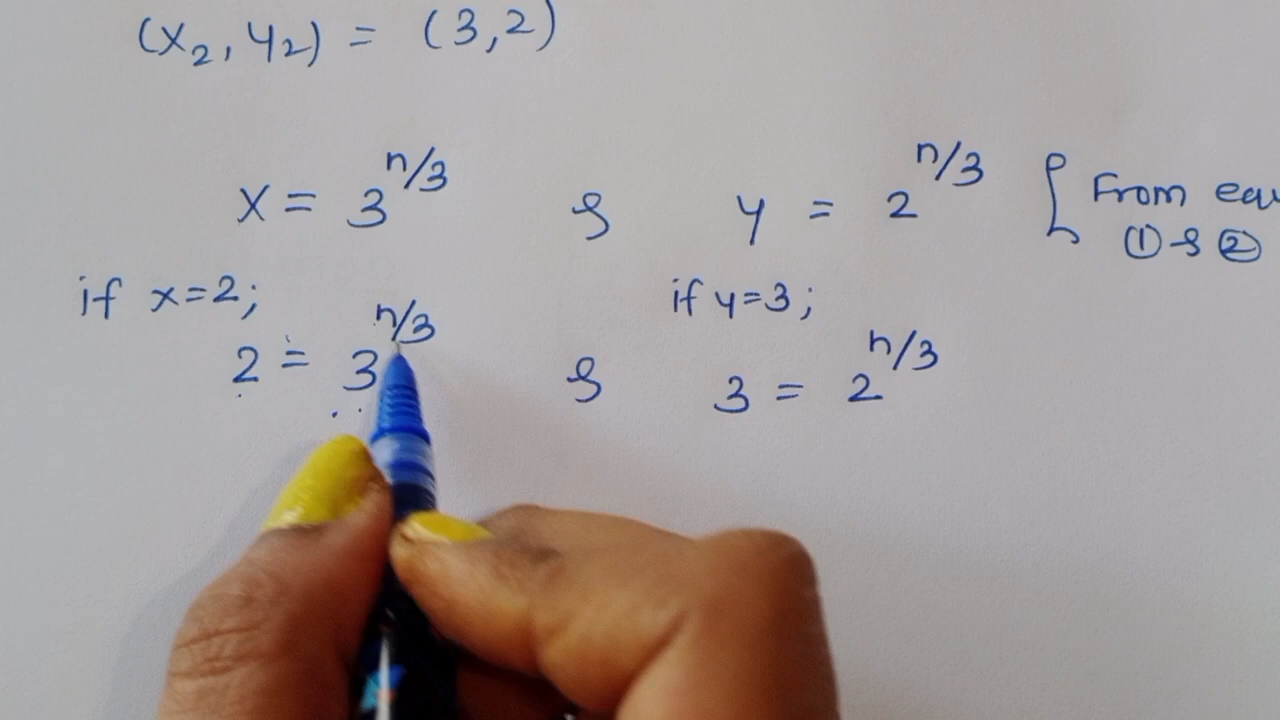 (x₂, y₂) = (3,2)
x = 3^n/3 & y = 2^n/3 { From
① & ②
if x=2; if y=3;
2 = 3^n/3 & 3 = 2^n/3